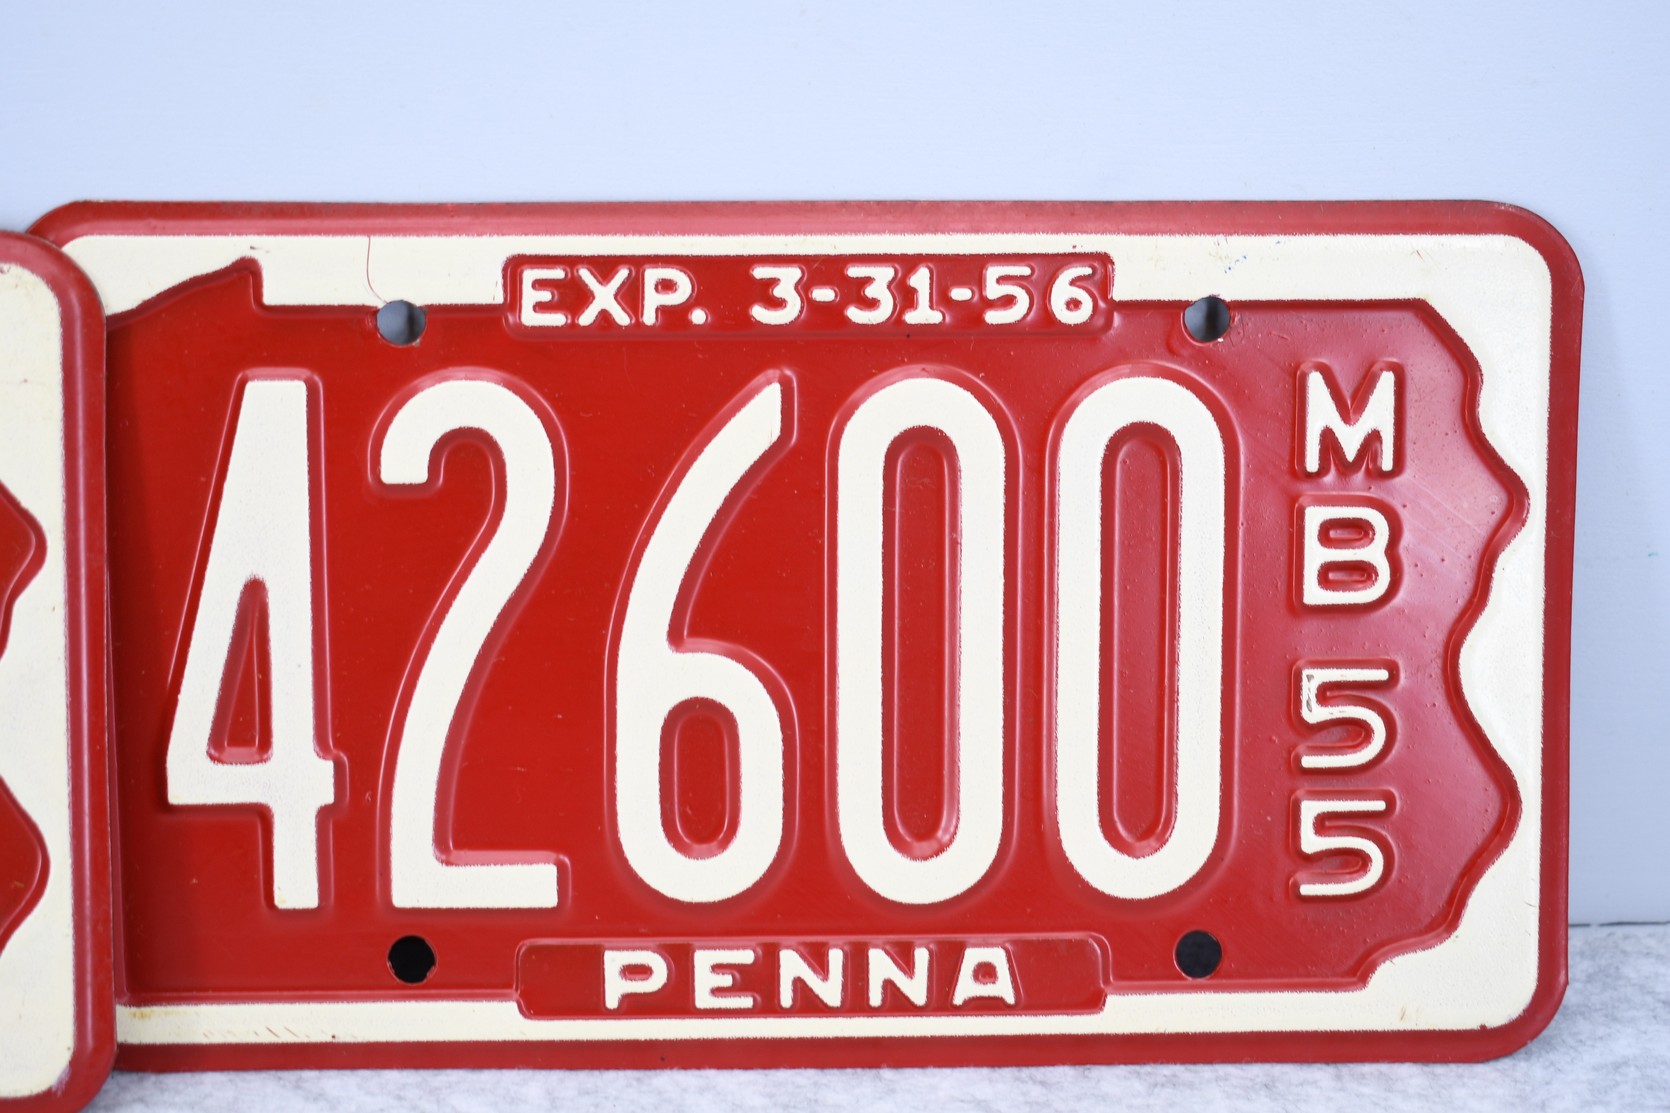 EXP. 3-31-56
42600
MB
55
PENNA